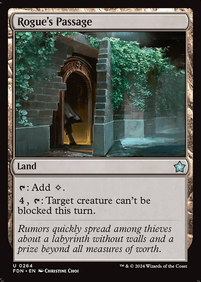 Rogue's Passage
Land
: Add .
4, : Target creature can't be
blocked this turn.
Rumors quickly spread among thieves
about a labyrinth without walls and a
prize beyond all measures of worth.
U 0264
FDN • EN CHRISTINE CHOI
™ & © 2024 Wizards of the Coast